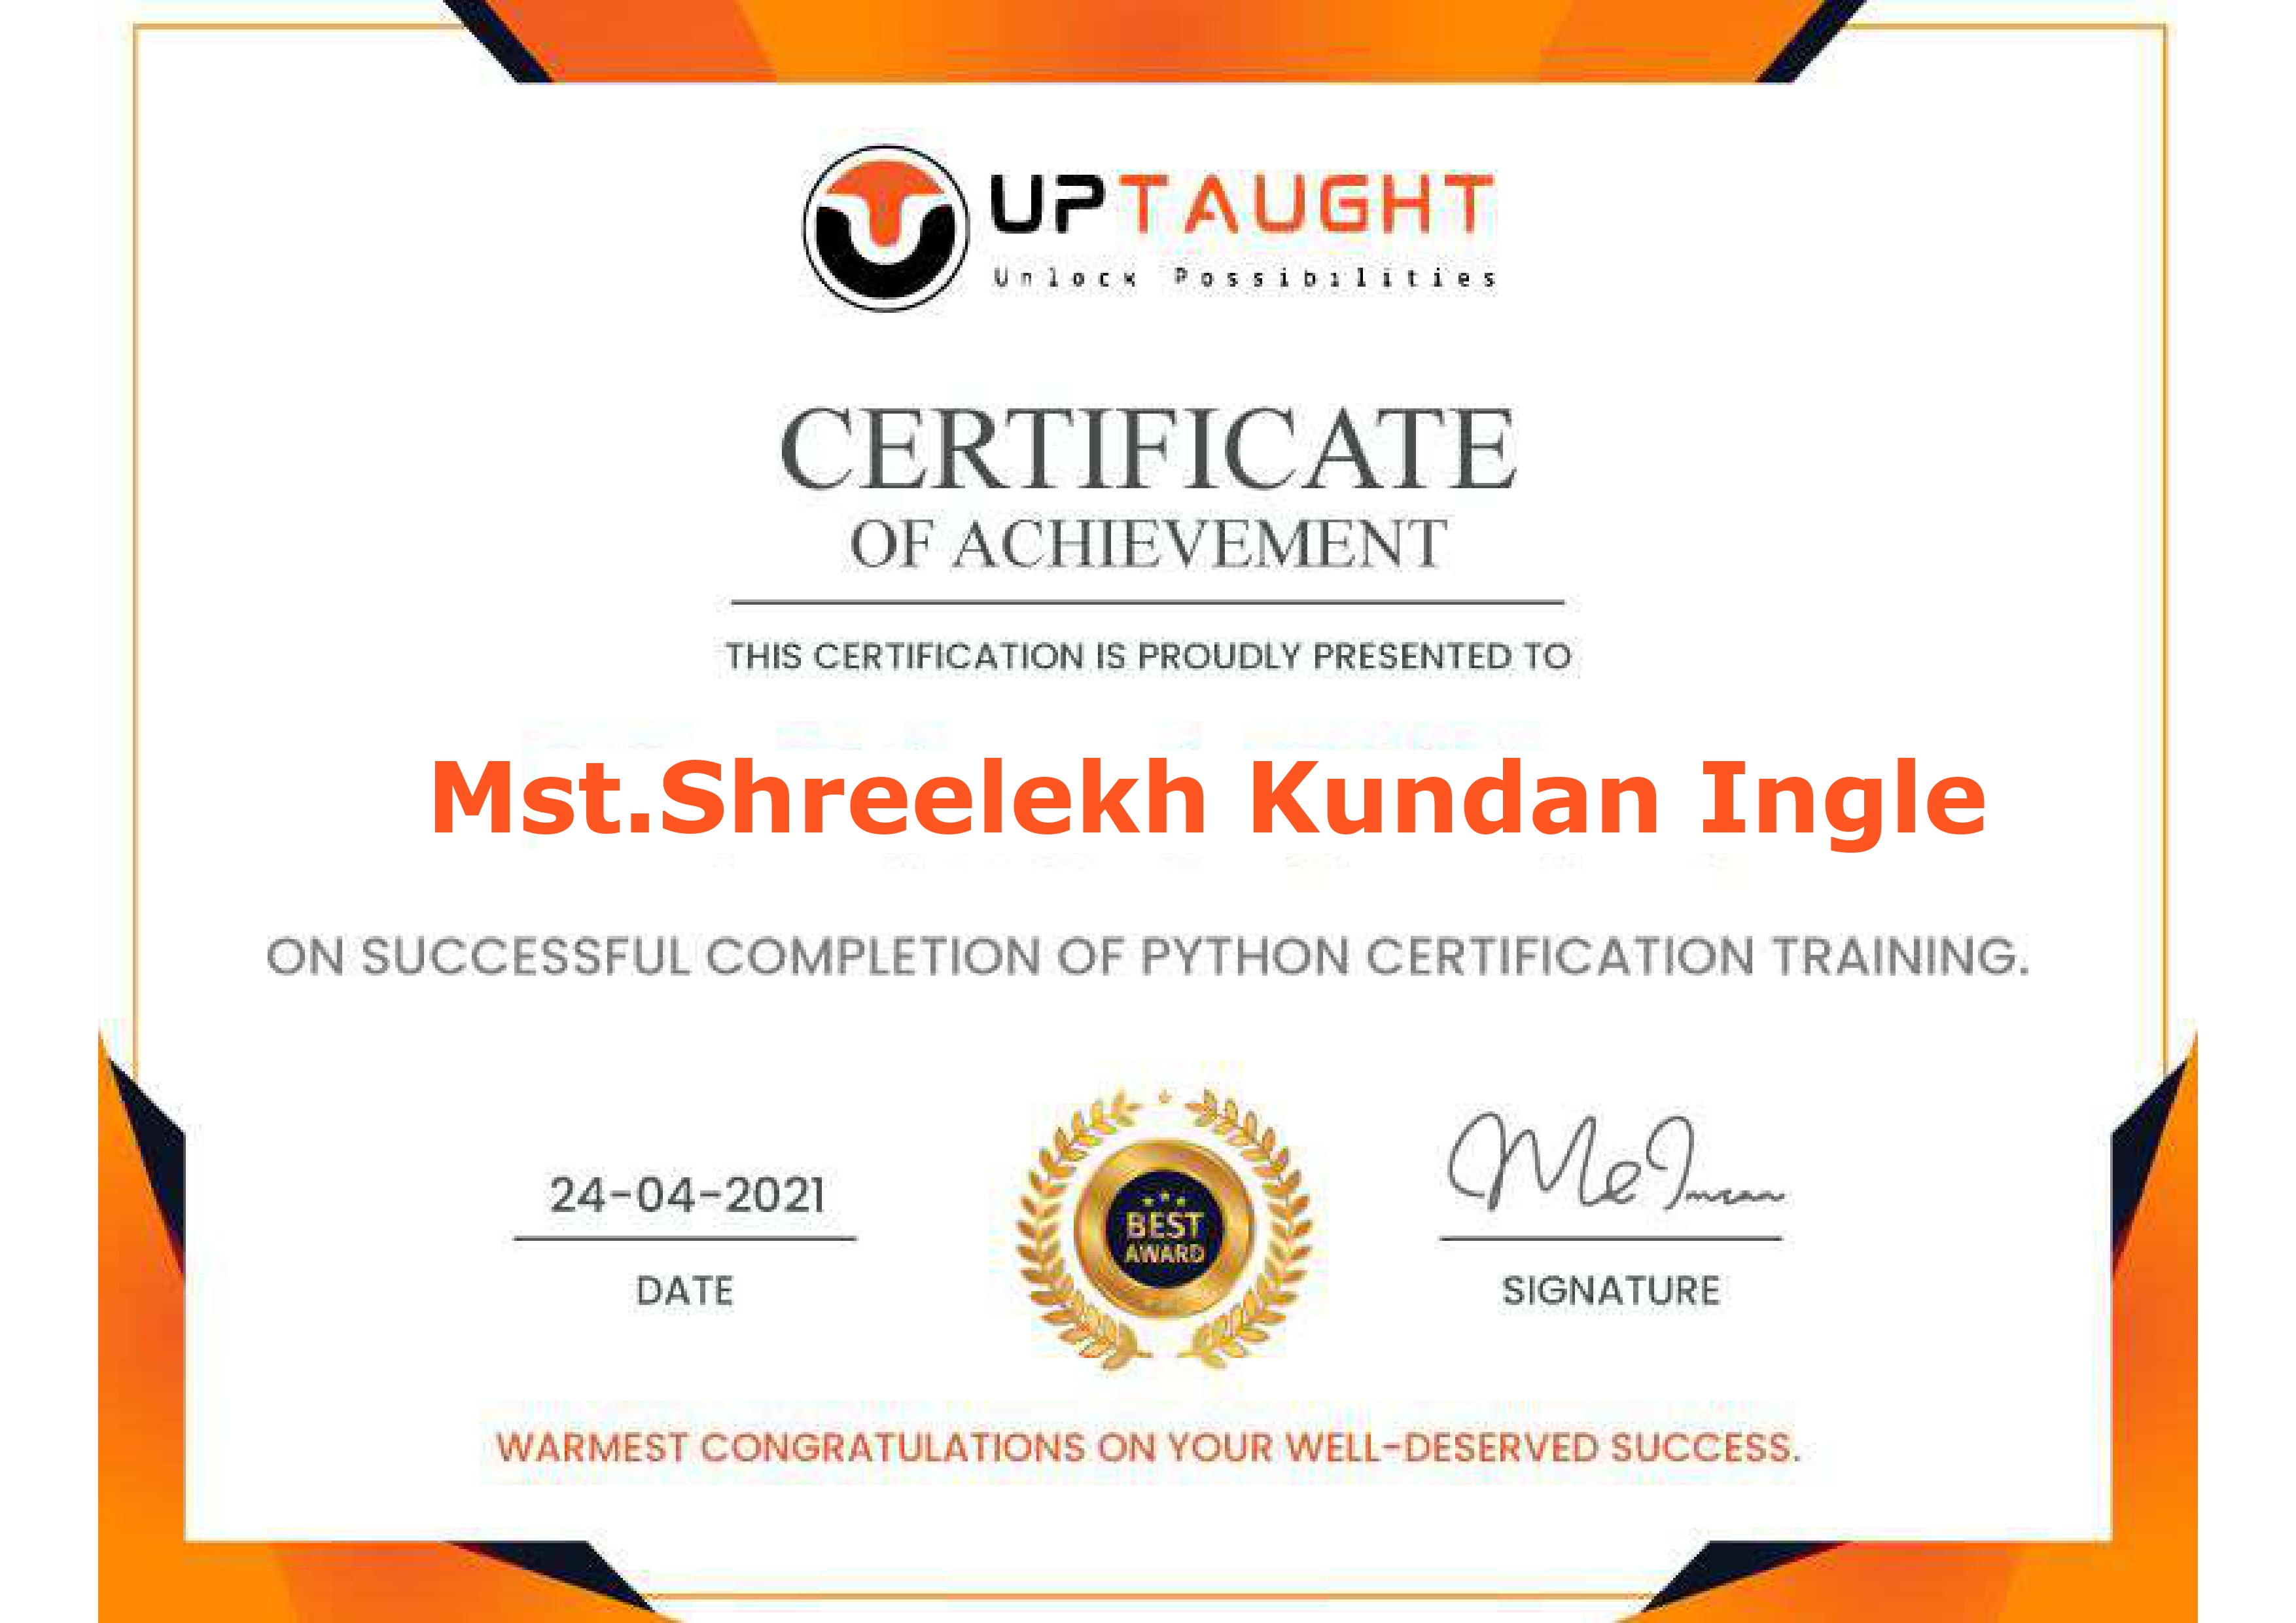 UPTAUGHT
Unlock Possibilities
CERTIFICATE
OF ACHIEVEMENT
THIS CERTIFICATION IS PROUDLY PRESENTED TO
Mst.Shreelekh Kundan Ingle
ON SUCCESSFUL COMPLETION OF PYTHON CERTIFICATION TRAINING.
24-04-2021
DATE
BEST
AWARD
SIGNATURE
WARMEST CONGRATULATIONS ON YOUR WELL-DESERVED SUCCESS.